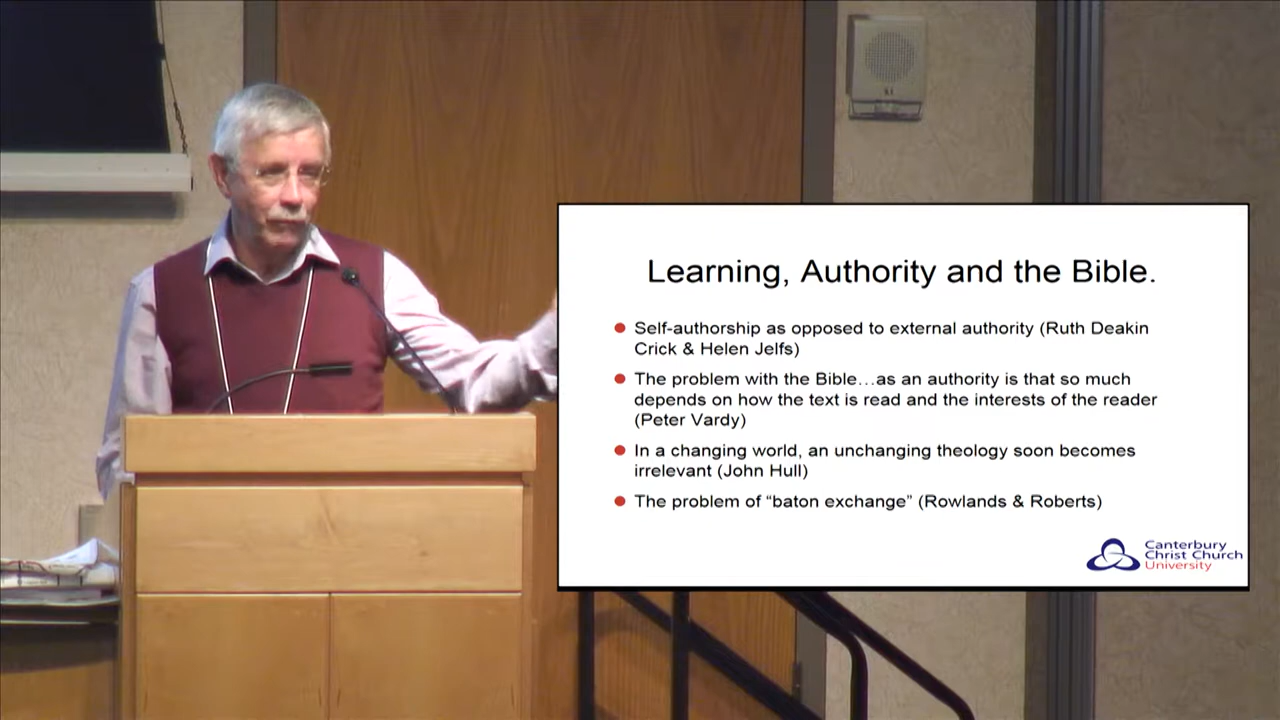 Learning, Authority and the Bible.
Self-authorship as opposed to external authority (Ruth Deakin
Crick & Helen Jelfs)
The problem with the Bible…as an authority is that so much
depends on how the text is read and the interests of the reader
(Peter Vardy)
In a changing world, an unchanging theology soon becomes
irrelevant (John Hull)
The problem of “baton exchange” (Rowlands & Roberts)
Canterbury
Christ Church
University